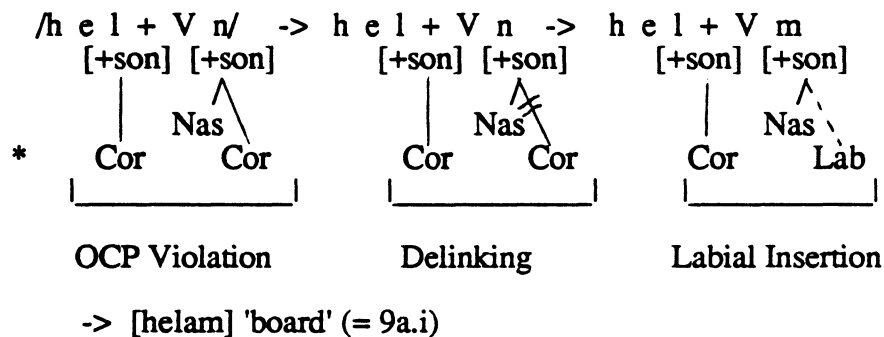 /h e l + V n/ -> h e l + V n -> h e l + V m
[+son] [+son] [+son] [+son] [+son] [+son]
Nas Nas Nas
* Cor Cor Cor Cor Cor Lab
OCP Violation Delinking Labial Insertion
-> [helam] 'board' (= 9a.i)